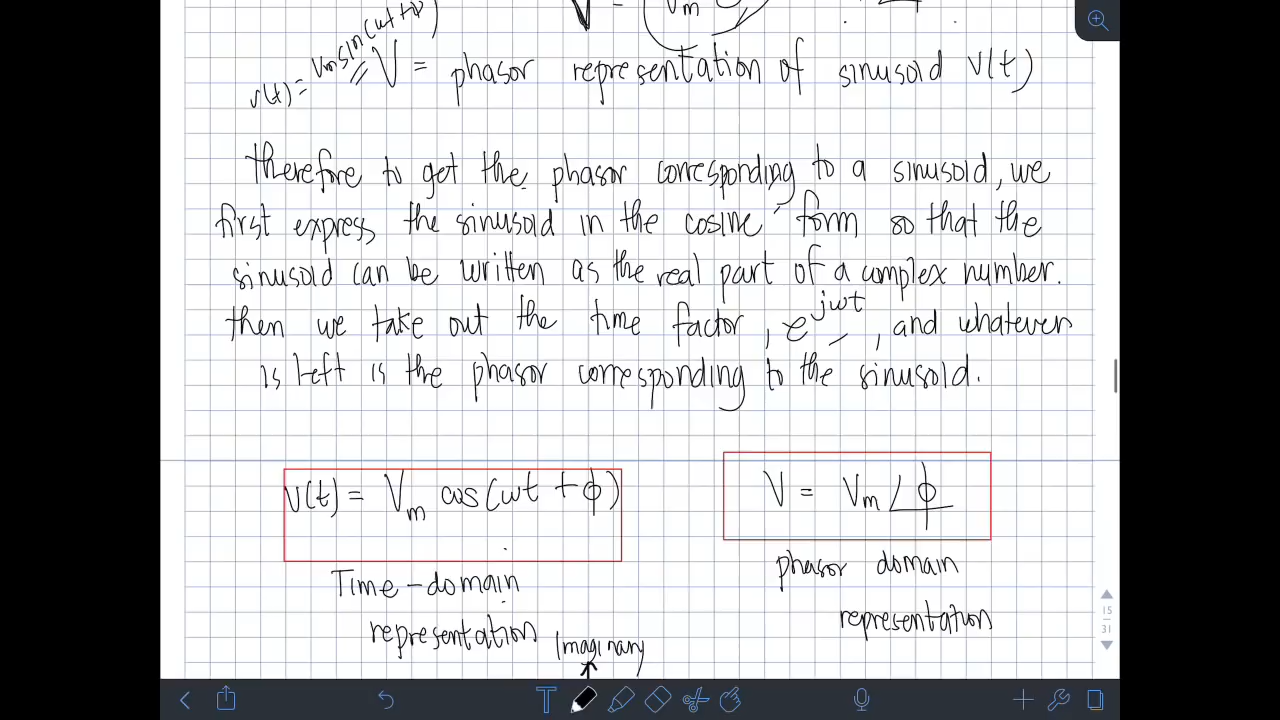 V = Vm
v(t) = Vm sin(ωt+φ)
V = phasor representation of sinusoid v(t)
therefore to get the phasor corresponding to a sinusoid, we
first express the sinusoid in the cosine form so that the
sinusoid can be written as the real part of a complex number.
then we take out the time factor, e^jωt, and whatever
is left is the phasor corresponding to the sinusoid.
v(t) = Vm cos(ωt + φ)
V = Vm ∠φ
Time-domain
representation
phasor domain
representation
Imaginary
15
31
T